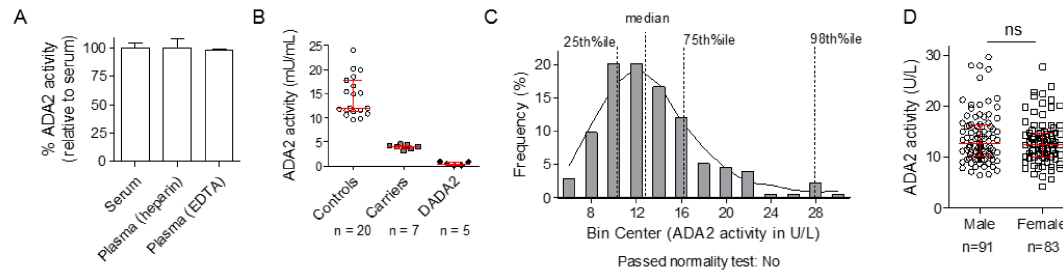 A
% ADA2 activity
(relative to serum)
100
75
50
25
0
Serum
Plasma (heparin)
Plasma (EDTA)
B
ADA2 activity (mU/mL)
25
20
15
10
5
0
Controls
Carriers
DADA2
n = 20
n = 7
n = 5
C
median
25th%ile
75th%ile
98th%ile
Frequency (%)
20
15
10
5
0
8
12
16
20
24
28
Bin Center (ADA2 activity in U/L)
Passed normality test: No
D
ns
ADA2 activity (U/L)
30
20
10
0
Male
Female
n=91
n=83